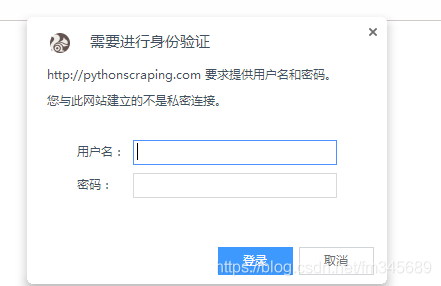 需要进行身份验证
http://pythonscraping.com 要求提供用户名和密码。
您与此网站建立的不是私密连接。
用户名：
密码：
登录 取消
https://blog.csdn.net/fm345689